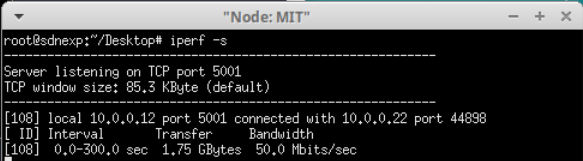 "Node: MIT"
root@sdnexp:~/Desktop# iperf -s
------------------------------------------------------------
Server listening on TCP port 5001
TCP window size: 85.3 KByte (default)
------------------------------------------------------------
[108] local 10.0.0.12 port 5001 connected with 10.0.0.22 port 44898
[ ID] Interval       Transfer     Bandwidth
[108]  0.0-300.0 sec  1.75 GBytes  50.0 Mbits/sec